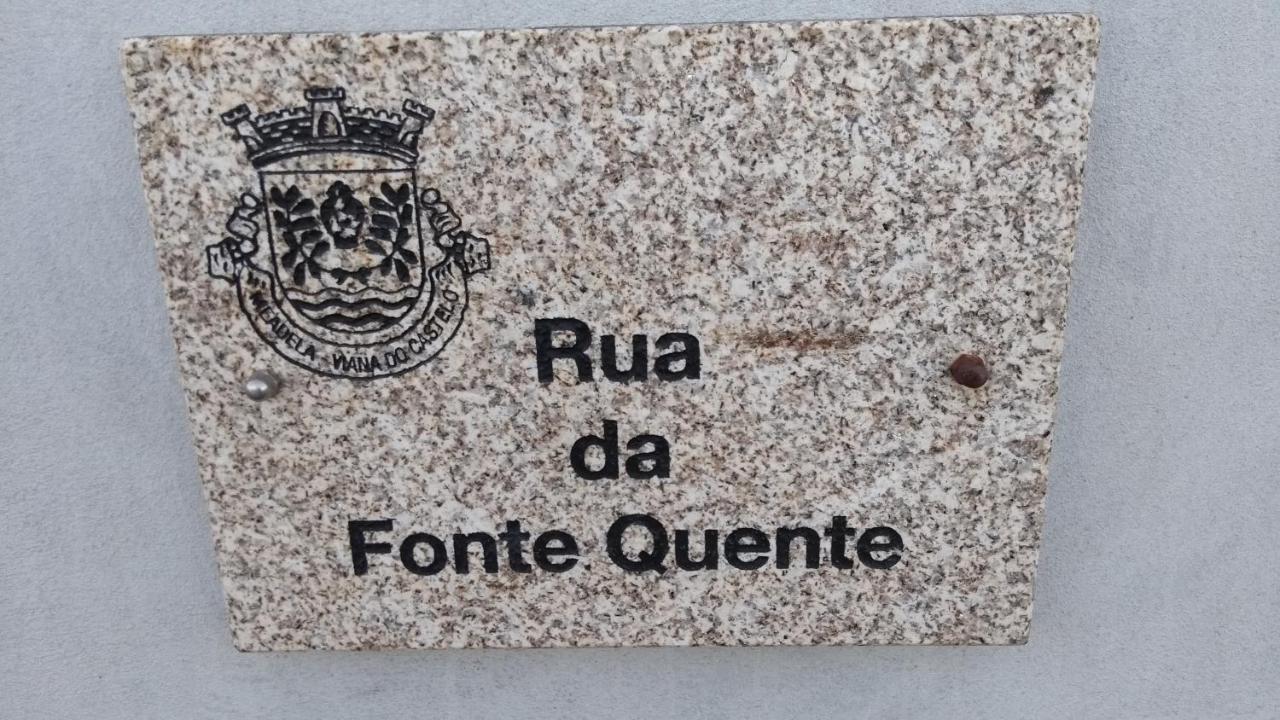 MEADELA - VIANA DO CASTELO
Rua
da
Fonte Quente